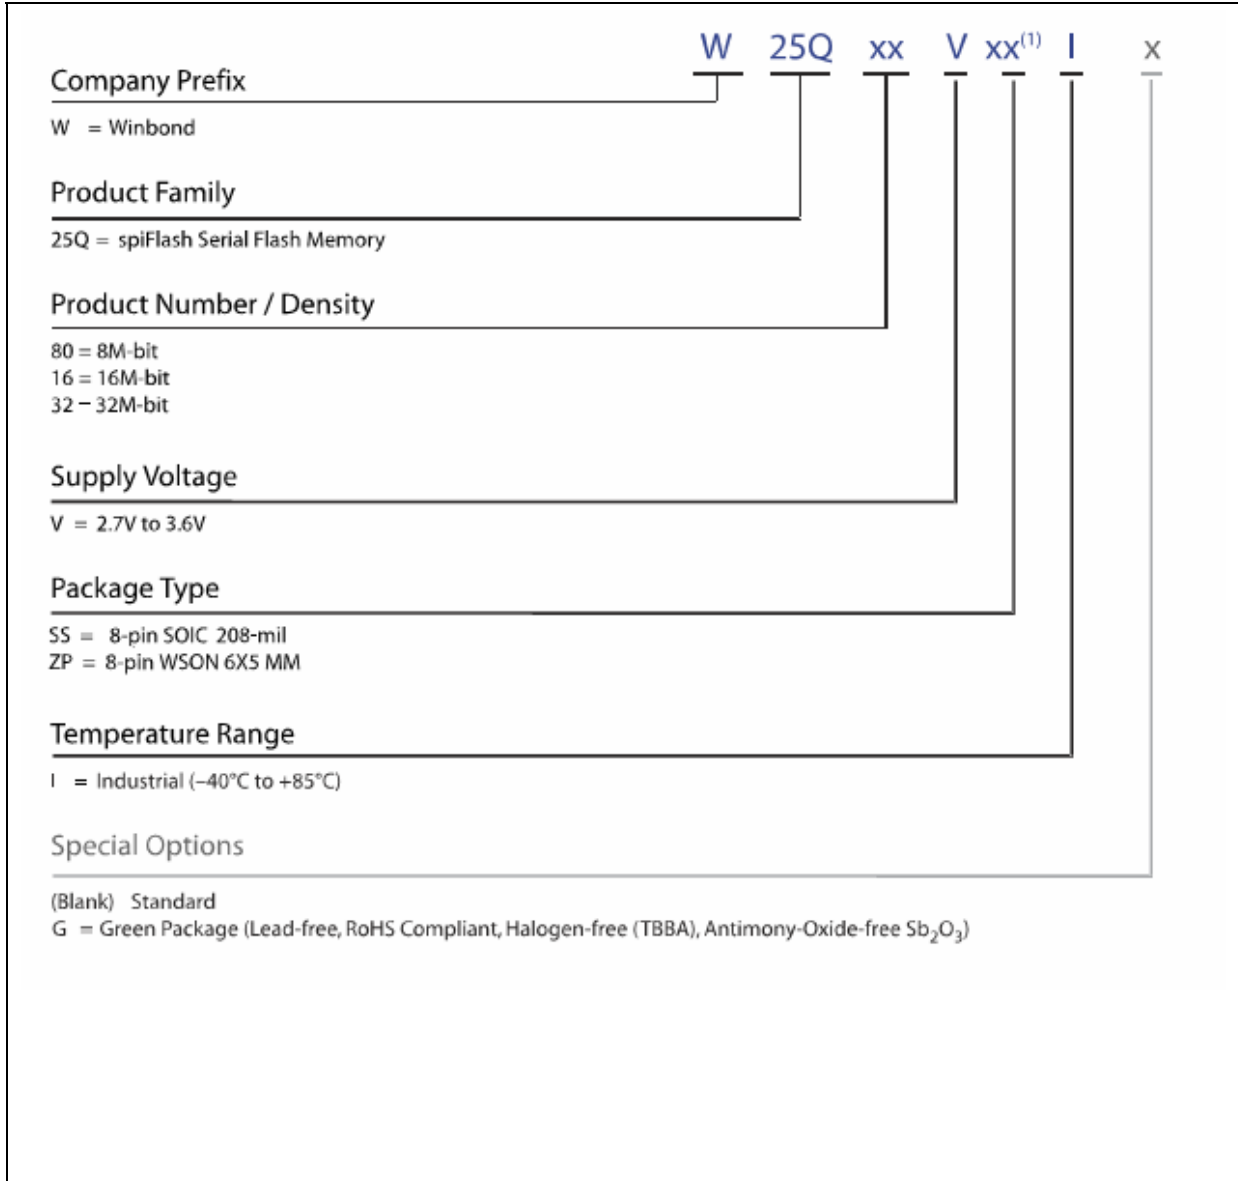 W 25Q xx V xx(1) I x
Company Prefix
W = Winbond
Product Family
25Q = spiFlash Serial Flash Memory
Product Number / Density
80 = 8M-bit
16 = 16M-bit
32 – 32M-bit
Supply Voltage
V = 2.7V to 3.6V
Package Type
SS = 8-pin SOIC 208-mil
ZP = 8-pin WSON 6X5 MM
Temperature Range
I = Industrial (–40°C to +85°C)
Special Options
(Blank) Standard
G = Green Package (Lead-free, RoHS Compliant, Halogen-free (TBBA), Antimony-Oxide-free Sb2O3)